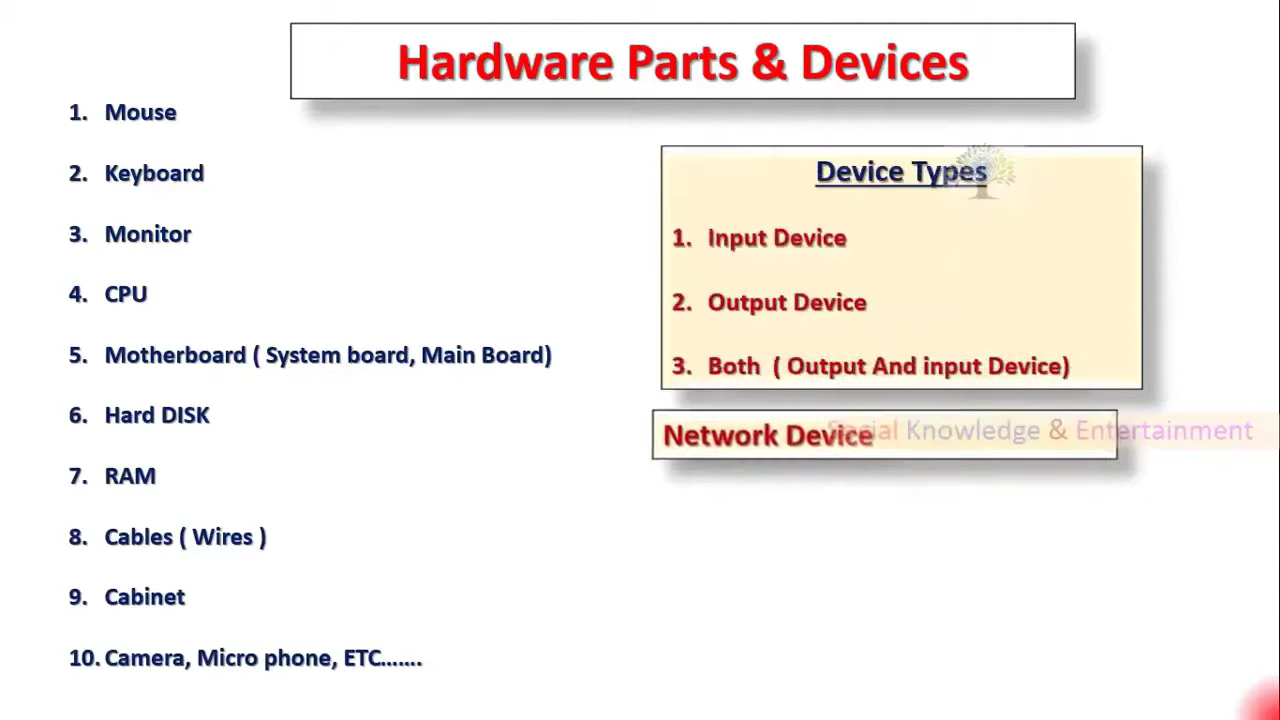 Hardware Parts & Devices
1. Mouse
2. Keyboard
3. Monitor
4. CPU
5. Motherboard ( System board, Main Board)
6. Hard DISK
7. RAM
8. Cables ( Wires )
9. Cabinet
10. Camera, Micro phone, ETC.......
Device Types
1. Input Device
2. Output Device
3. Both ( Output And input Device)
Network Device
Social Knowledge & Entertainment